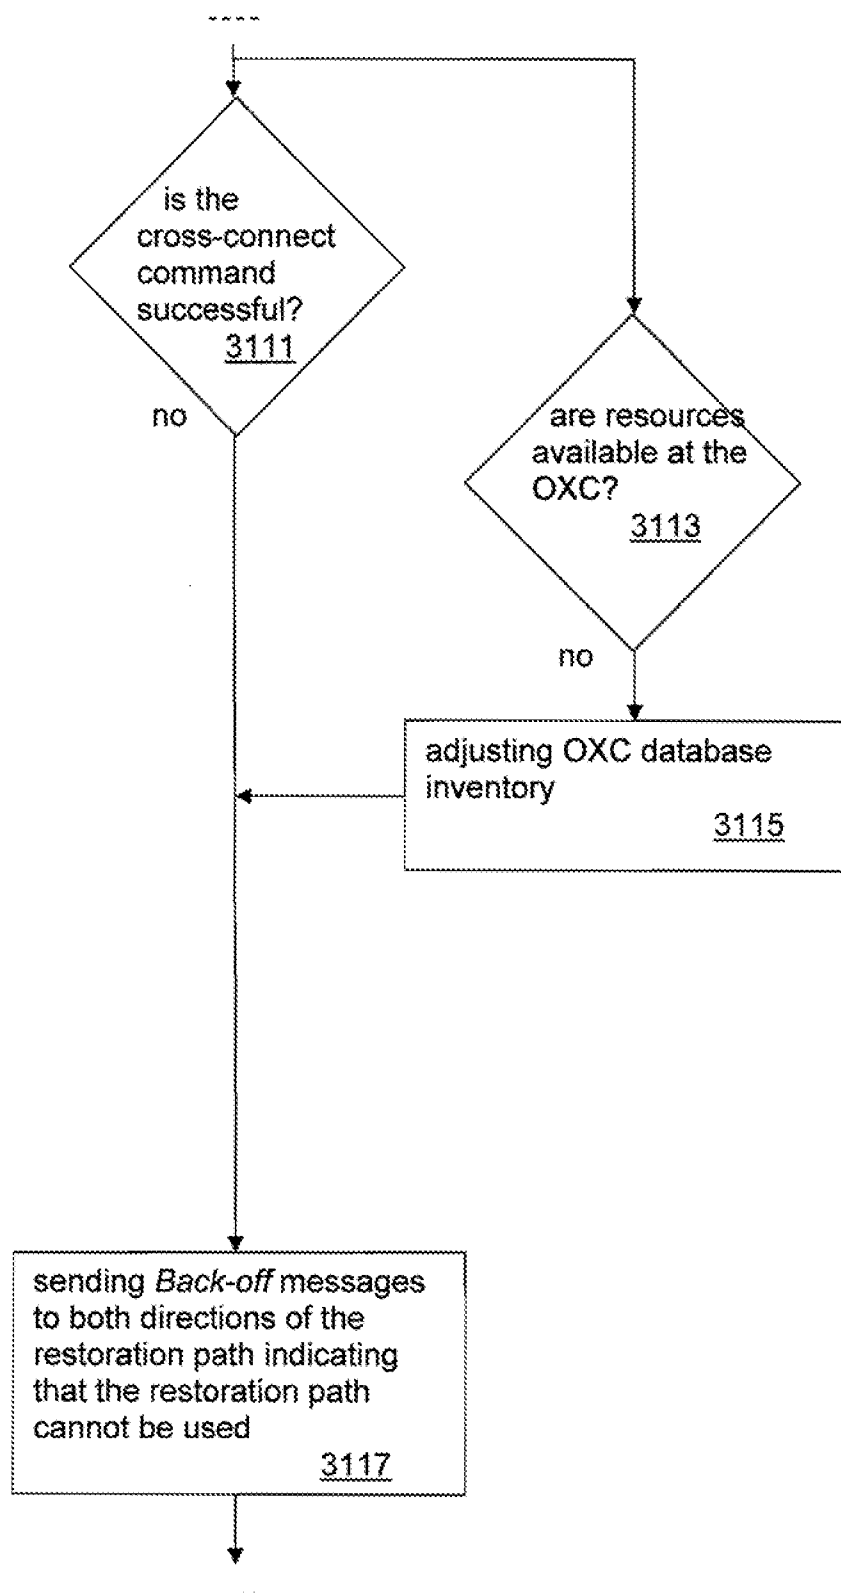 is the
cross-connect
command
successful?
3111
no
are resources
available at the
OXC?
3113
no
adjusting OXC database
inventory
3115
sending Back-off messages
to both directions of the
restoration path indicating
that the restoration path
cannot be used
3117